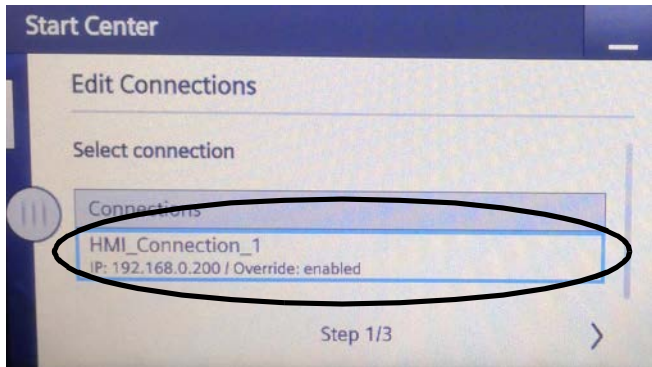 Start Center
Edit Connections
Select connection
Connections
HMI_Connection_1
IP: 192.168.0.200 / Override: enabled
Step 1/3